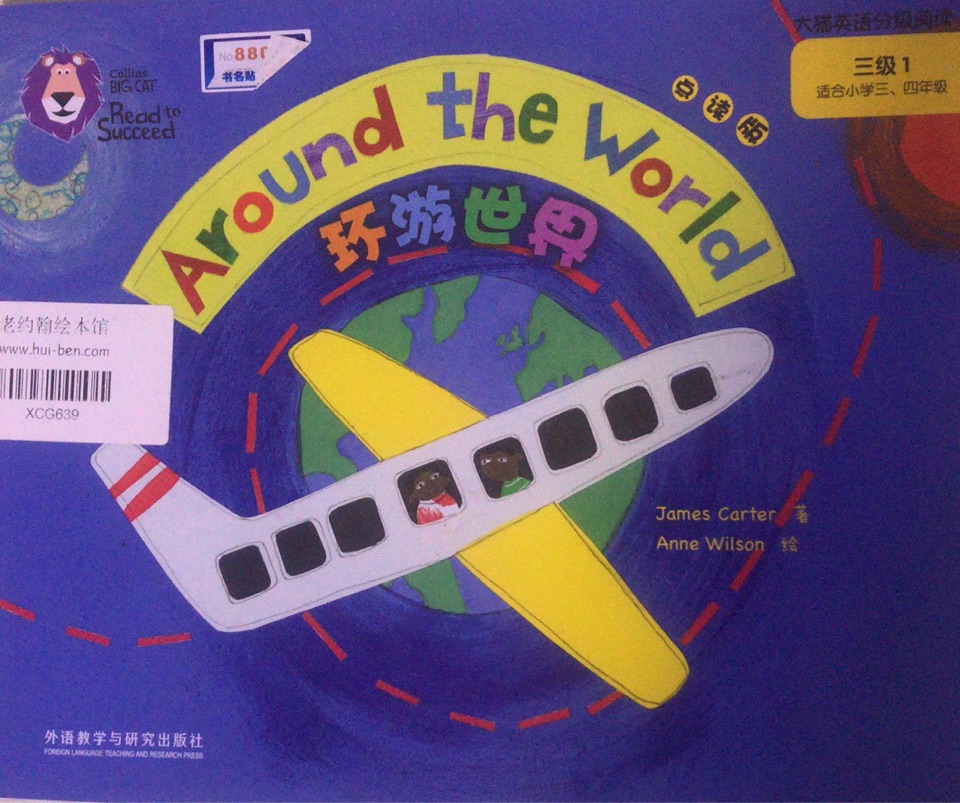 大猫英语分级阅读
三级 1
适合小学三、四年级
Collins
BIG CAT
Read to
Succeed
No 880
书名贴
点读版
Around the World
环游世界
老约翰绘本馆
www.hui-ben.com
XCG639
James Carter 著
Anne Wilson 绘
外语教学与研究出版社
FOREIGN LANGUAGE TEACHING AND RESEARCH PRESS